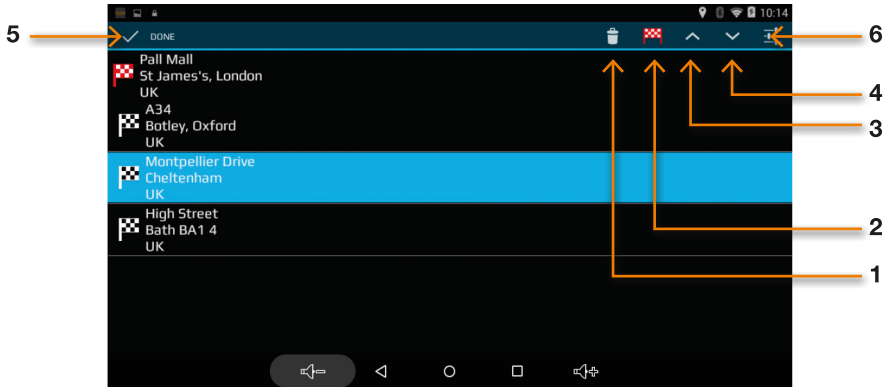 10:14
5
DONE
6
Pall Mall
St James's, London
UK
A34
Botley, Oxford
UK
4
3
Montpellier Drive
Cheltenham
UK
High Street
Bath BA1 4
UK
2
1